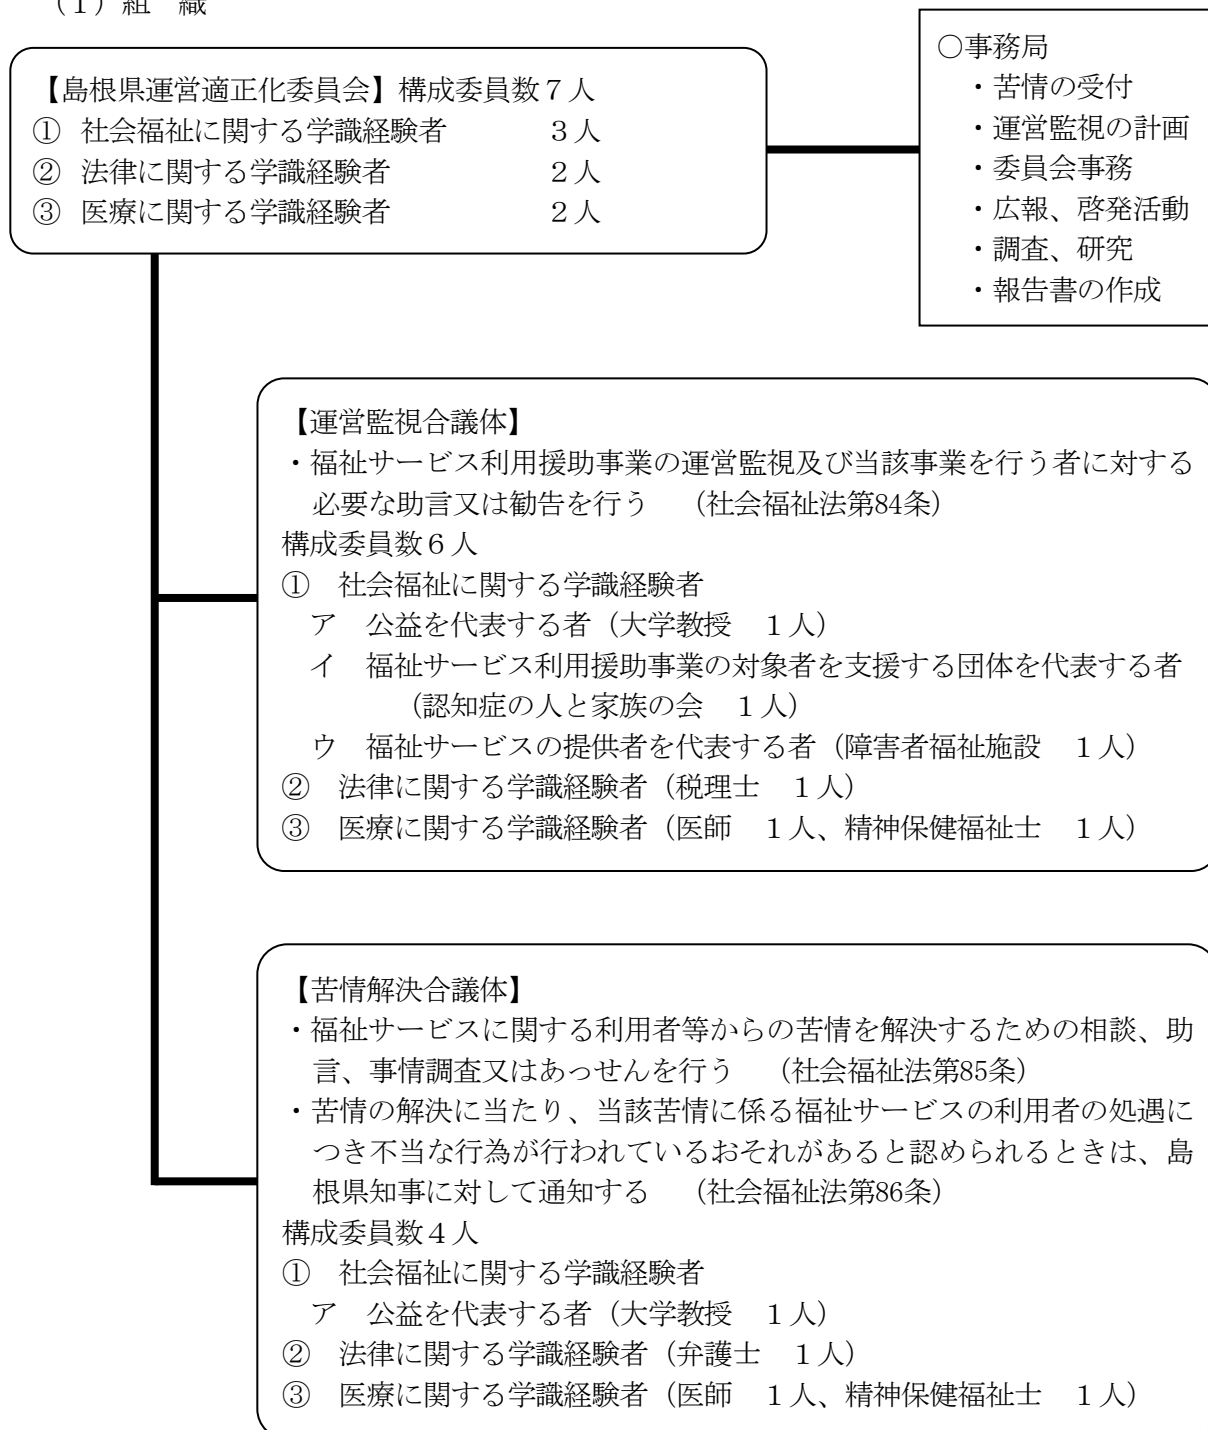 (1)組　織
【島根県運営適正化委員会】構成委員数７人
①　社会福祉に関する学識経験者　　　３人
②　法律に関する学識経験者　　　　　２人
③　医療に関する学識経験者　　　　　２人
○事務局
・苦情の受付
・運営監視の計画
・委員会事務
・広報、啓発活動
・調査、研究
・報告書の作成
【運営監視合議体】
・福祉サービス利用援助事業の運営監視及び当該事業を行う者に対する
必要な助言又は勧告を行う　（社会福祉法第84条）
構成委員数６人
①　社会福祉に関する学識経験者
ア　公益を代表する者（大学教授　１人）
イ　福祉サービス利用援助事業の対象者を支援する団体を代表する者
（認知症の人と家族の会　１人）
ウ　福祉サービスの提供者を代表する者（障害者福祉施設　１人）
②　法律に関する学識経験者（税理士　１人）
③　医療に関する学識経験者（医師　１人、精神保健福祉士　１人）
【苦情解決合議体】
・福祉サービスに関する利用者等からの苦情を解決するための相談、助
言、事情調査又はあっせんを行う　（社会福祉法第85条）
・苦情の解決に当たり、当該苦情に係る福祉サービスの利用者の処遇に
つき不当な行為が行われているおそれがあると認められるときは、島
根県知事に対して通知する　（社会福祉法第86条）
構成委員数４人
①　社会福祉に関する学識経験者
ア　公益を代表する者（大学教授　１人）
②　法律に関する学識経験者（弁護士　１人）
③　医療に関する学識経験者（医師　１人、精神保健福祉士　１人）